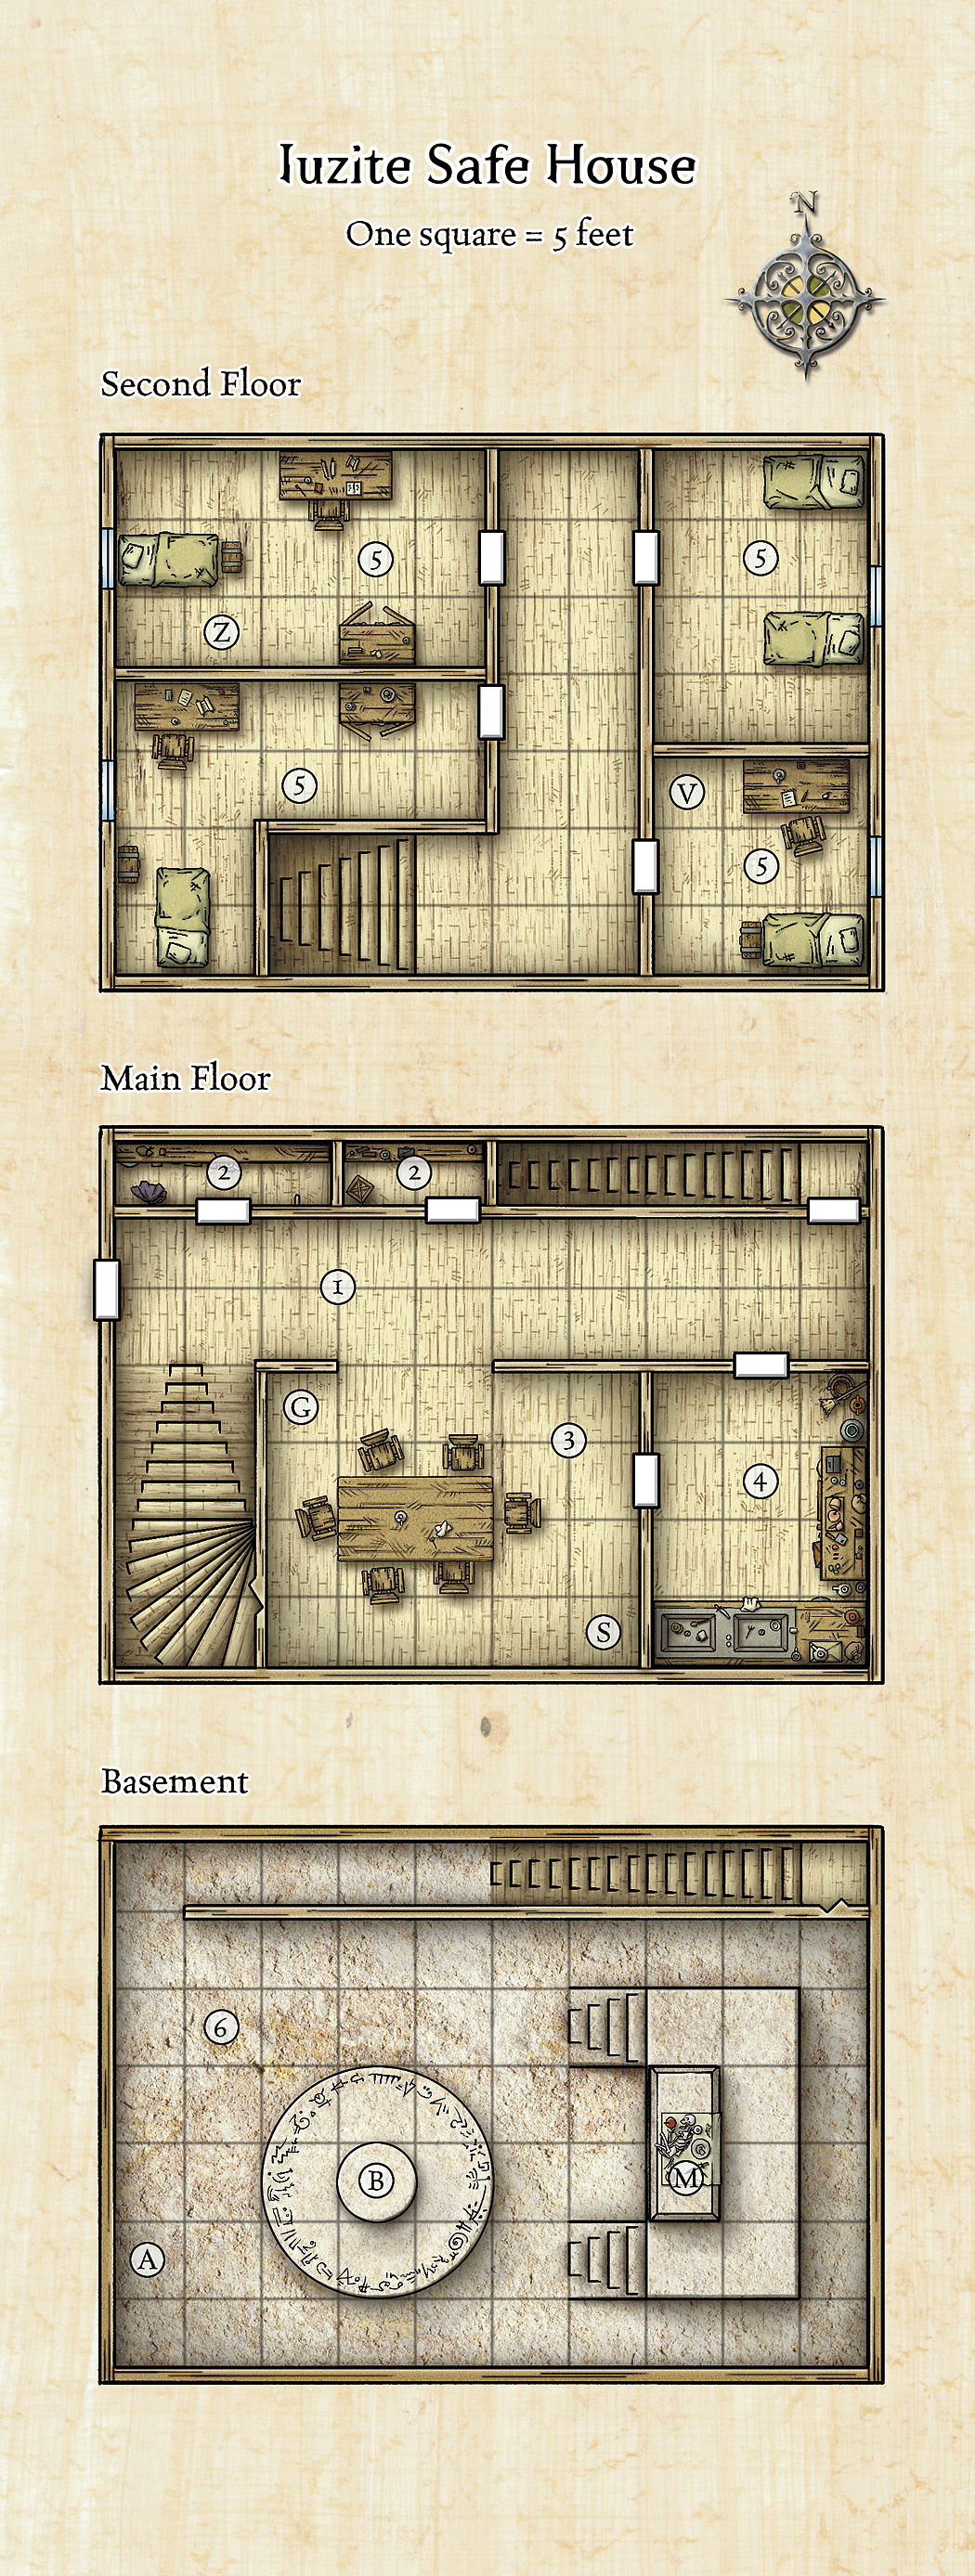 Iuzite Safe House
N
One square = 5 feet
Second Floor
5 5
Z
5 V
5
Main Floor
2 2
1
G
3
4
S
Basement
6
B M
A